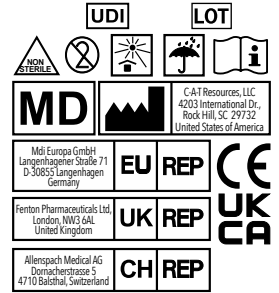 UDI LOT
NON
STERILE
2
i
MD
C-A-T Resources, LLC
4203 International Dr.,
Rock Hill, SC 29732
United States of America
Mdi Europa GmbH
Langenhagener Straße 71
D-30855 Langenhagen
Germany
EU REP
CE
Fenton Pharmaceuticals Ltd,
London, NW3 6AL
United Kingdom
UK REP
UK
CA
Allenspach Medical AG
Dornacherstrasse 5
4710 Balsthal, Switzerland
CH REP